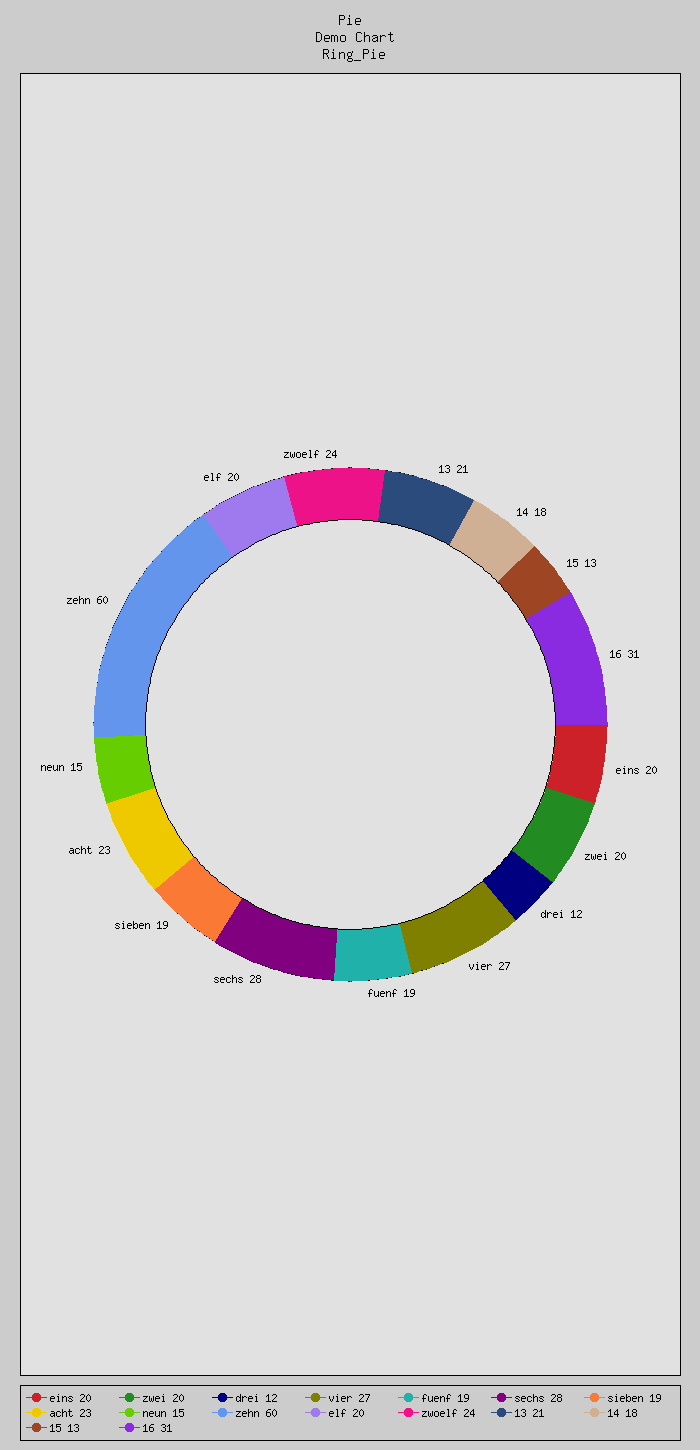 Pie
Demo Chart
Ring_Pie
zwoelf 24
13 21
elf 20
14 18
15 13
zehn 60
16 31
neun 15
eins 20
acht 23
zwei 20
drei 12
sieben 19
vier 27
sechs 28
fuenf 19
eins 20 zwei 20 drei 12 vier 27 fuenf 19 sechs 28 sieben 19
acht 23 neun 15 zehn 60 elf 20 zwoelf 24 13 21 14 18
15 13 16 31